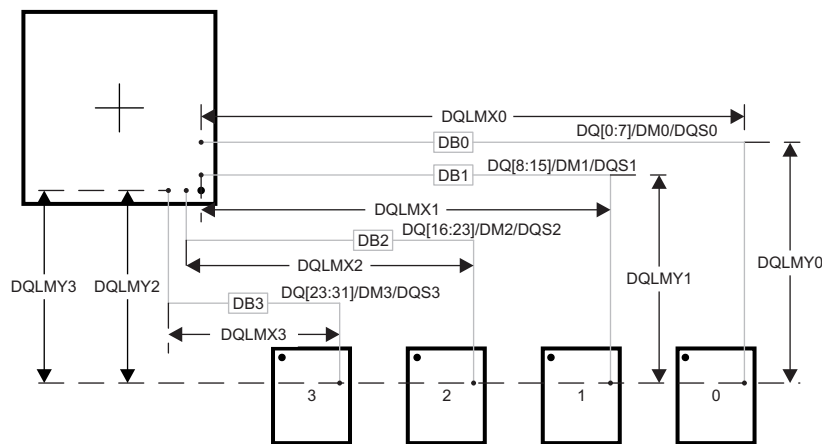 DQLMX0
DQ[0:7]/DM0/DQS0
DB0
DQ[8:15]/DM1/DQS1
DB1
DQLMX1
DQ[16:23]/DM2/DQS2
DB2
DQLMX2
DQLMY3
DQLMY2
DQLMY1
DQLMY0
DQ[23:31]/DM3/DQS3
DB3
DQLMX3
3
2
1
0